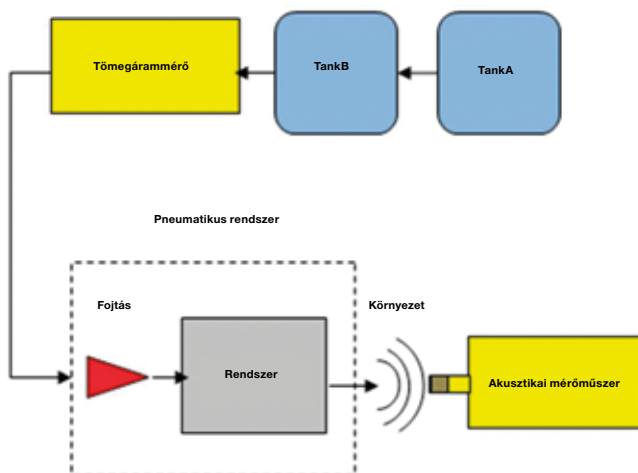 Tömegárammérő
TankB
TankA
Pneumatikus rendszer
Fojtás
Környezet
Rendszer
Akusztikai mérőműszer